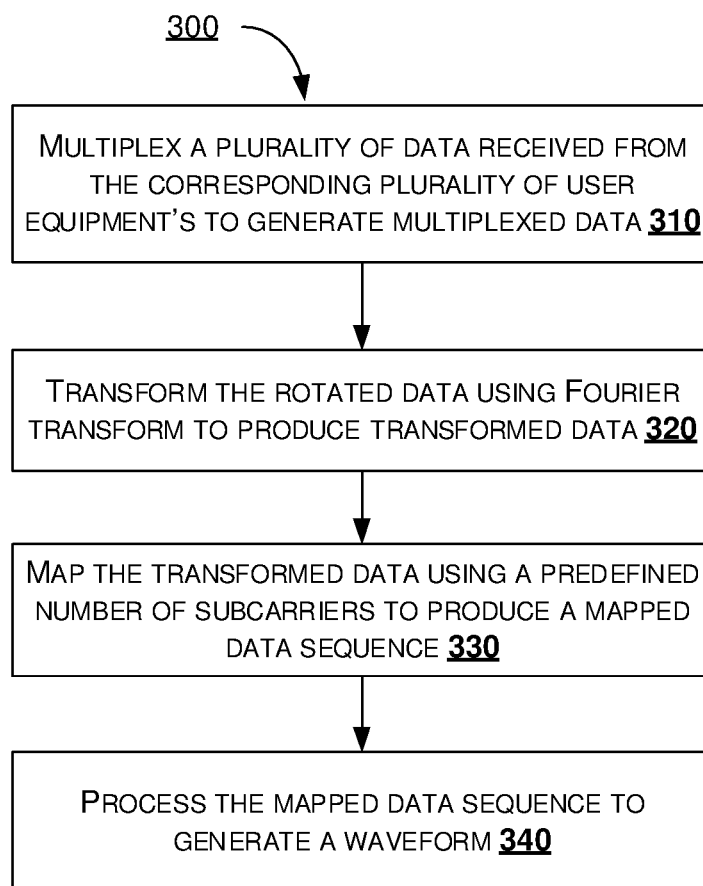 300
MULTIPLEX A PLURALITY OF DATA RECEIVED FROM
THE CORRESPONDING PLURALITY OF USER
EQUIPMENT'S TO GENERATE MULTIPLEXED DATA 310
TRANSFORM THE ROTATED DATA USING FOURIER
TRANSFORM TO PRODUCE TRANSFORMED DATA 320
MAP THE TRANSFORMED DATA USING A PREDEFINED
NUMBER OF SUBCARRIERS TO PRODUCE A MAPPED
DATA SEQUENCE 330
PROCESS THE MAPPED DATA SEQUENCE TO
GENERATE A WAVEFORM 340